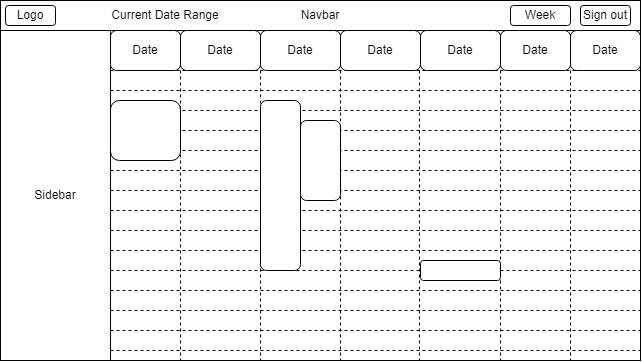 Logo
Current Date Range
Navbar
Week
Sign out
Date
Date
Date
Date
Date
Date
Date
Sidebar